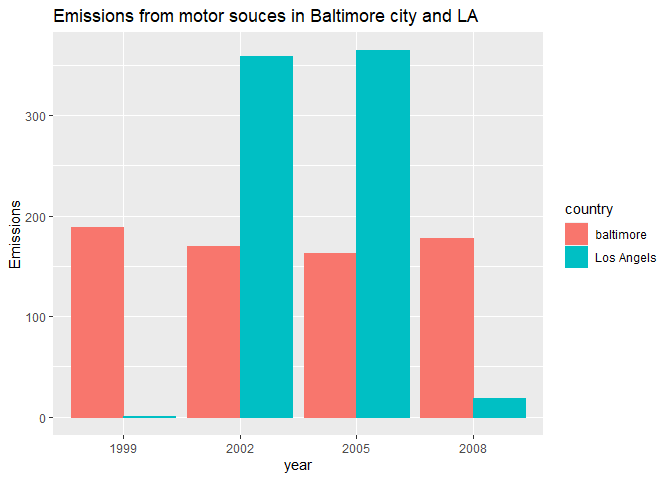 Emissions from motor souces in Baltimore city and LA
300
200
100
0
Emissions
1999 2002 2005 2008
year
country
baltimore
Los Angels